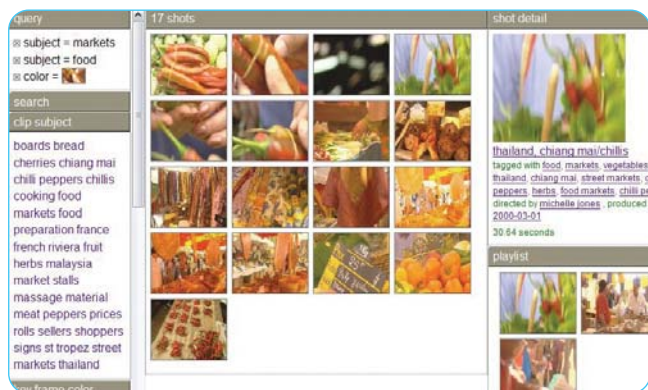 query
subject = markets
subject = food
color =
search
clip subject
boards bread
cherries chiang mai
chilli peppers chillis
cooking food
markets food
preparation france
french riviera fruit
herbs malaysia
market stalls
massage material
meat peppers prices
rolls sellers shoppers
signs st tropez street
markets thailand
key frame color
17 shots
shot detail
thailand, chiang mai/chillis
tagged with food, markets, vegetables
thailand, chiang mai, street markets,
peppers, herbs, food markets, chilli
directed by michelle jones, produced
2000-03-01
30.64 seconds
playlist